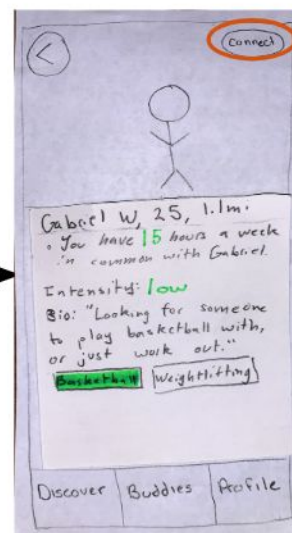 Connect
Gabriel W, 25, 1.1m.
• You have 15 hours a week
in common with Gabriel.
Intensity: low
Bio: "Looking for someone
to play basketball with,
or just work out."
Basketball Weightlifting
Discover Buddies Profile